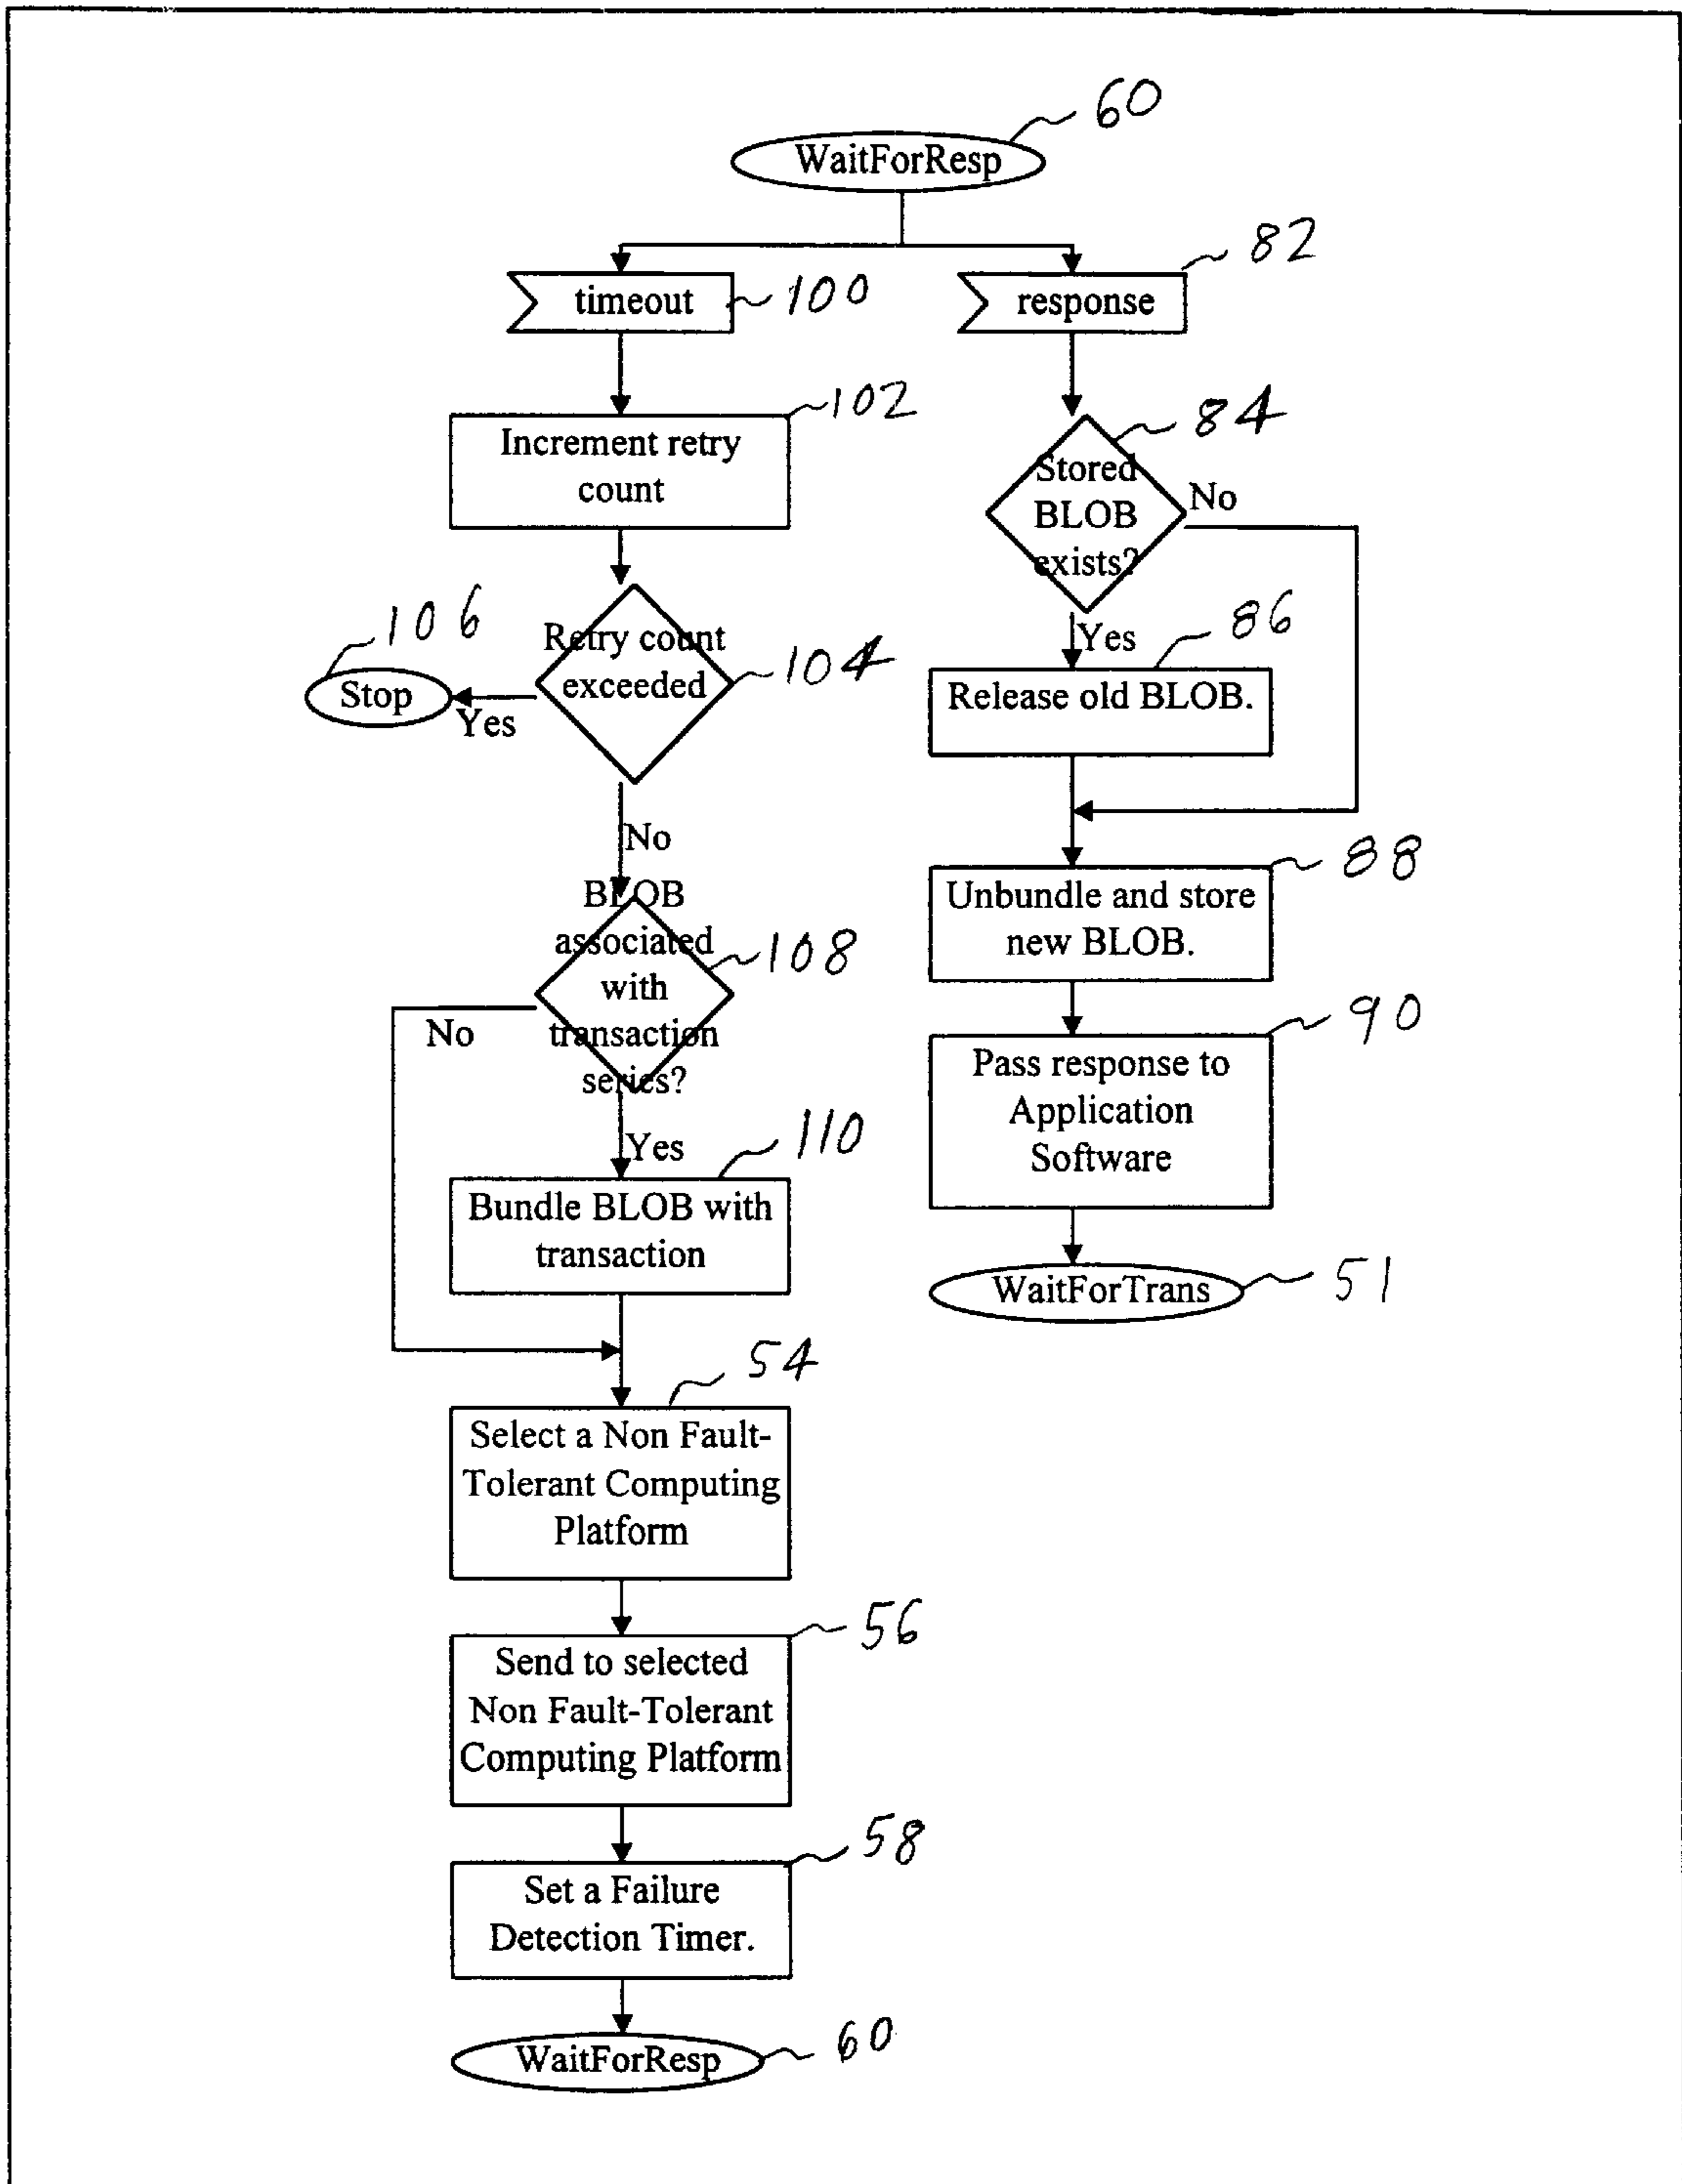 60
WaitForResp
82
timeout
100
response
102
84
Increment retry
count
Stored
BLOB
exists?
No
106
Retry count
exceeded
104
Stop
Yes
Yes
86
Release old BLOB.
No
88
BLOB
associated
with
transaction
series?
108
No
Unbundle and store
new BLOB.
90
Pass response to
Application
Software
Yes
110
Bundle BLOB with
transaction
WaitForTrans
51
54
Select a Non Fault-
Tolerant Computing
Platform
56
Send to selected
Non Fault-Tolerant
Computing Platform
58
Set a Failure
Detection Timer.
WaitForResp
60